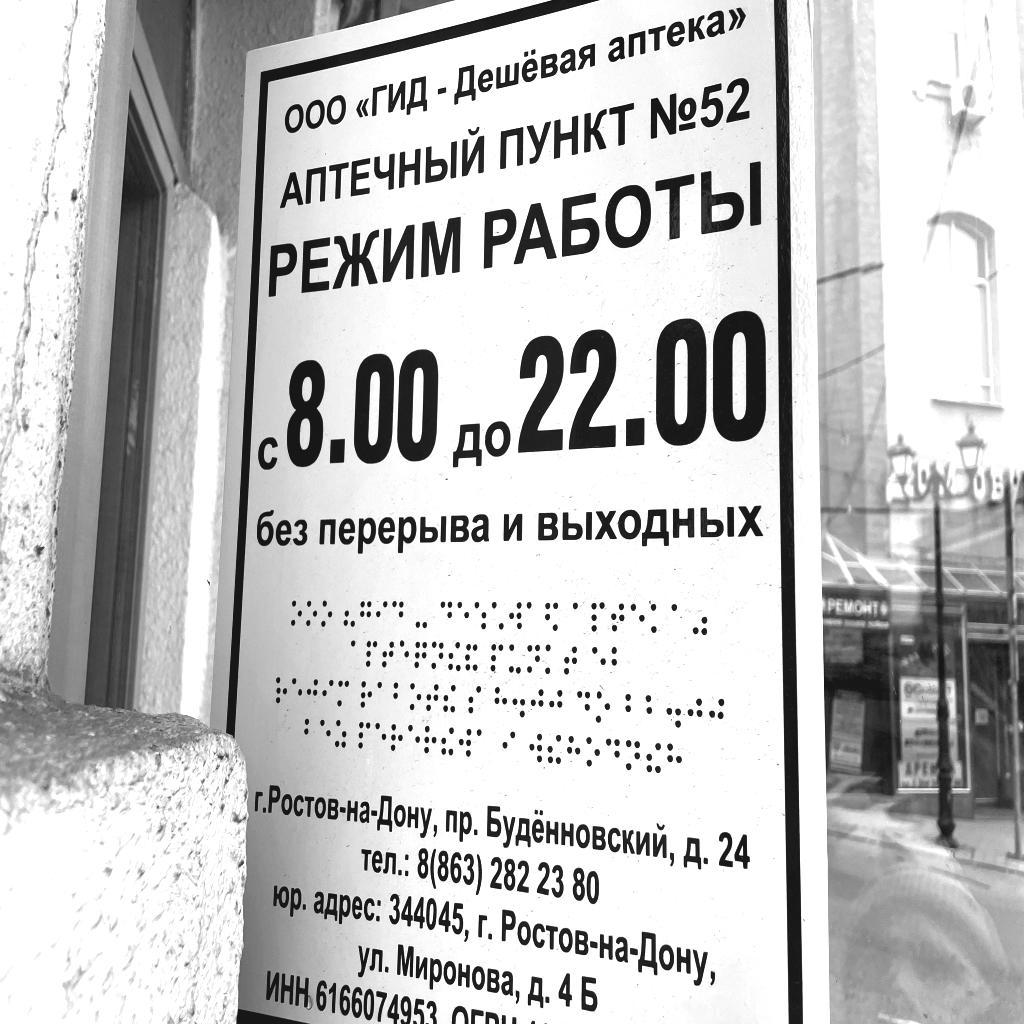 ООО «ГИД - Дешёвая аптека»
АПТЕЧНЫЙ ПУНКТ №52
РЕЖИМ РАБОТЫ
с 8.00 до 22.00
без перерыва и выходных
г.Ростов-на-Дону, пр. Будённовский, д. 24
тел.: 8(863) 282 23 80
юр. адрес: 344045, г. Ростов-на-Дону,
ул. Миронова, д. 4 Б
ИНН 6166074953, ОГРН
РЕМОНТ